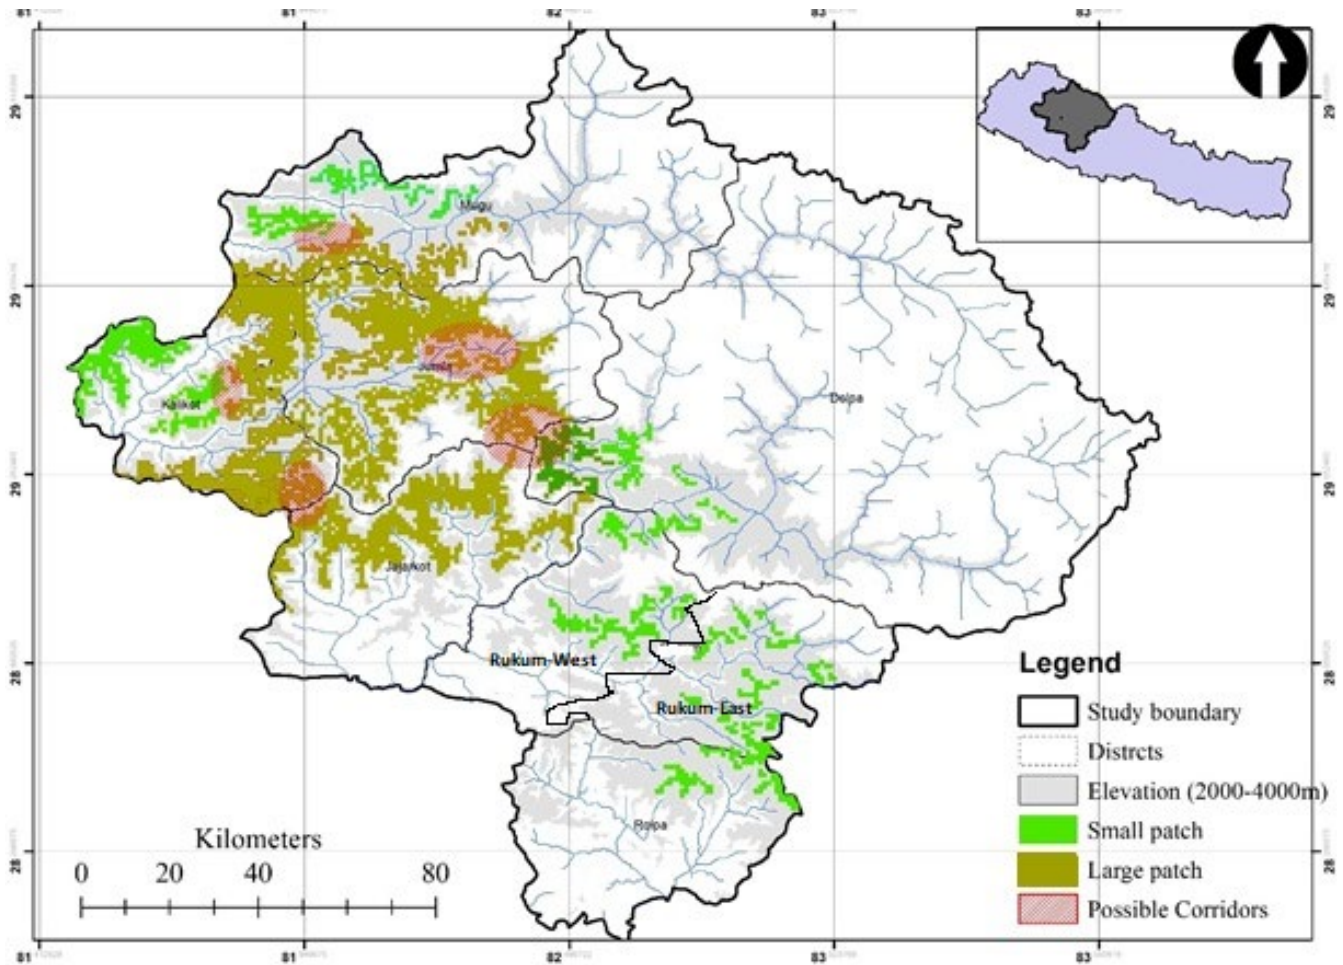 81
81
82
83
83
29
29
29
29
29
29
28
28
28
28
Mugu
Jumla
Kalikot
Dolpa
Jajarkot
Rukum-West
Rukum-East
Rolpa
Kilometers
0 20 40 80
Legend
Study boundary
Distrcts
Elevation (2000-4000m)
Small patch
Large patch
Possible Corridors
81
81
82
83
83